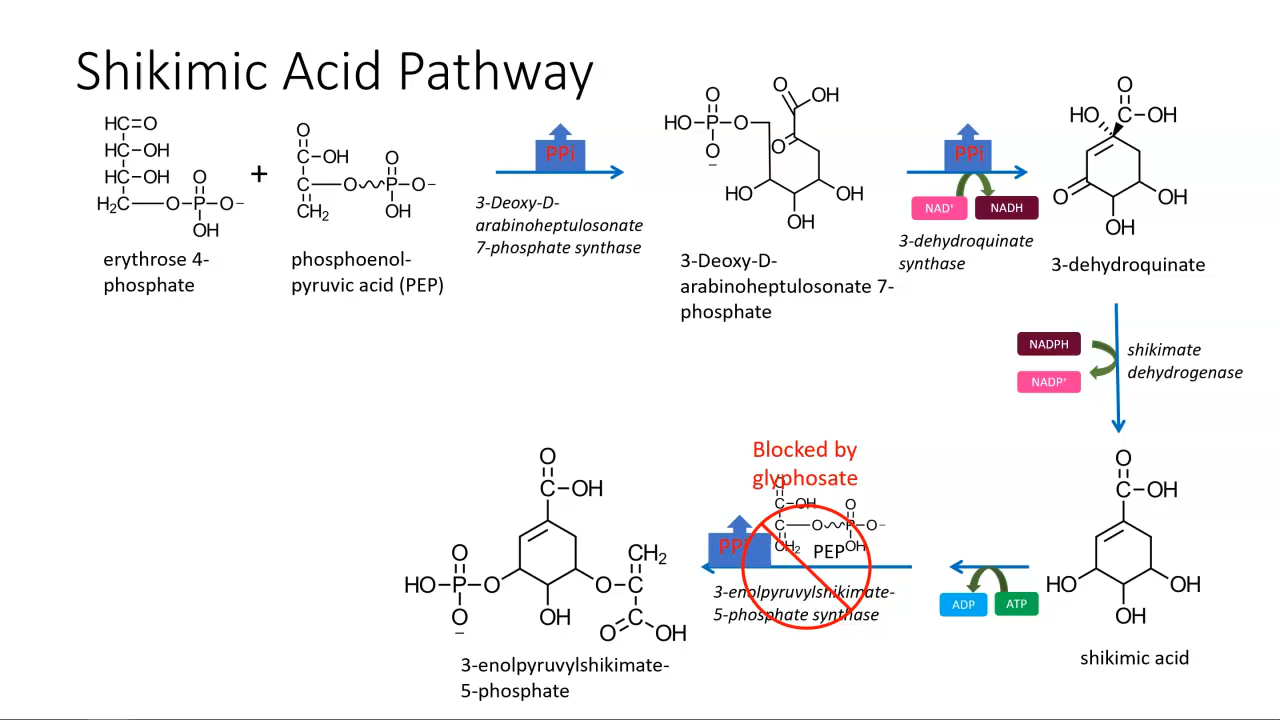 Shikimic Acid Pathway
HC=O
HC-OH
HC-OH
H2C-O-P-O-
O
OH
+
O
C-OH
C-O-P-O-
CH2
O
OH
erythrose 4-
phosphate
phosphoenol-
pyruvic acid (PEP)
PPi
3-Deoxy-D-
arabinoheptulosonate
7-phosphate synthase
O
HO-P-O
O
-
O
OH
O
HO
OH
OH
3-Deoxy-D-
arabinoheptulosonate 7-
phosphate
PPi
NAD+
NADH
3-dehydroquinate
synthase
O
HO C-OH
O
OH
OH
3-dehydroquinate
NADPH
NADP+
shikimate
dehydrogenase
O
C-OH
HO
OH
OH
shikimic acid
ADP
ATP
Blocked by
glyphosate
O
C-OH
C-O-P-O-
CH2
O
OH
PEP
PPi
3-enolpyruvylshikimate-
5-phosphate synthase
O
C-OH
O
HO-P-O
O
-
OH
CH2
O-C
C
O
OH
3-enolpyruvylshikimate-
5-phosphate